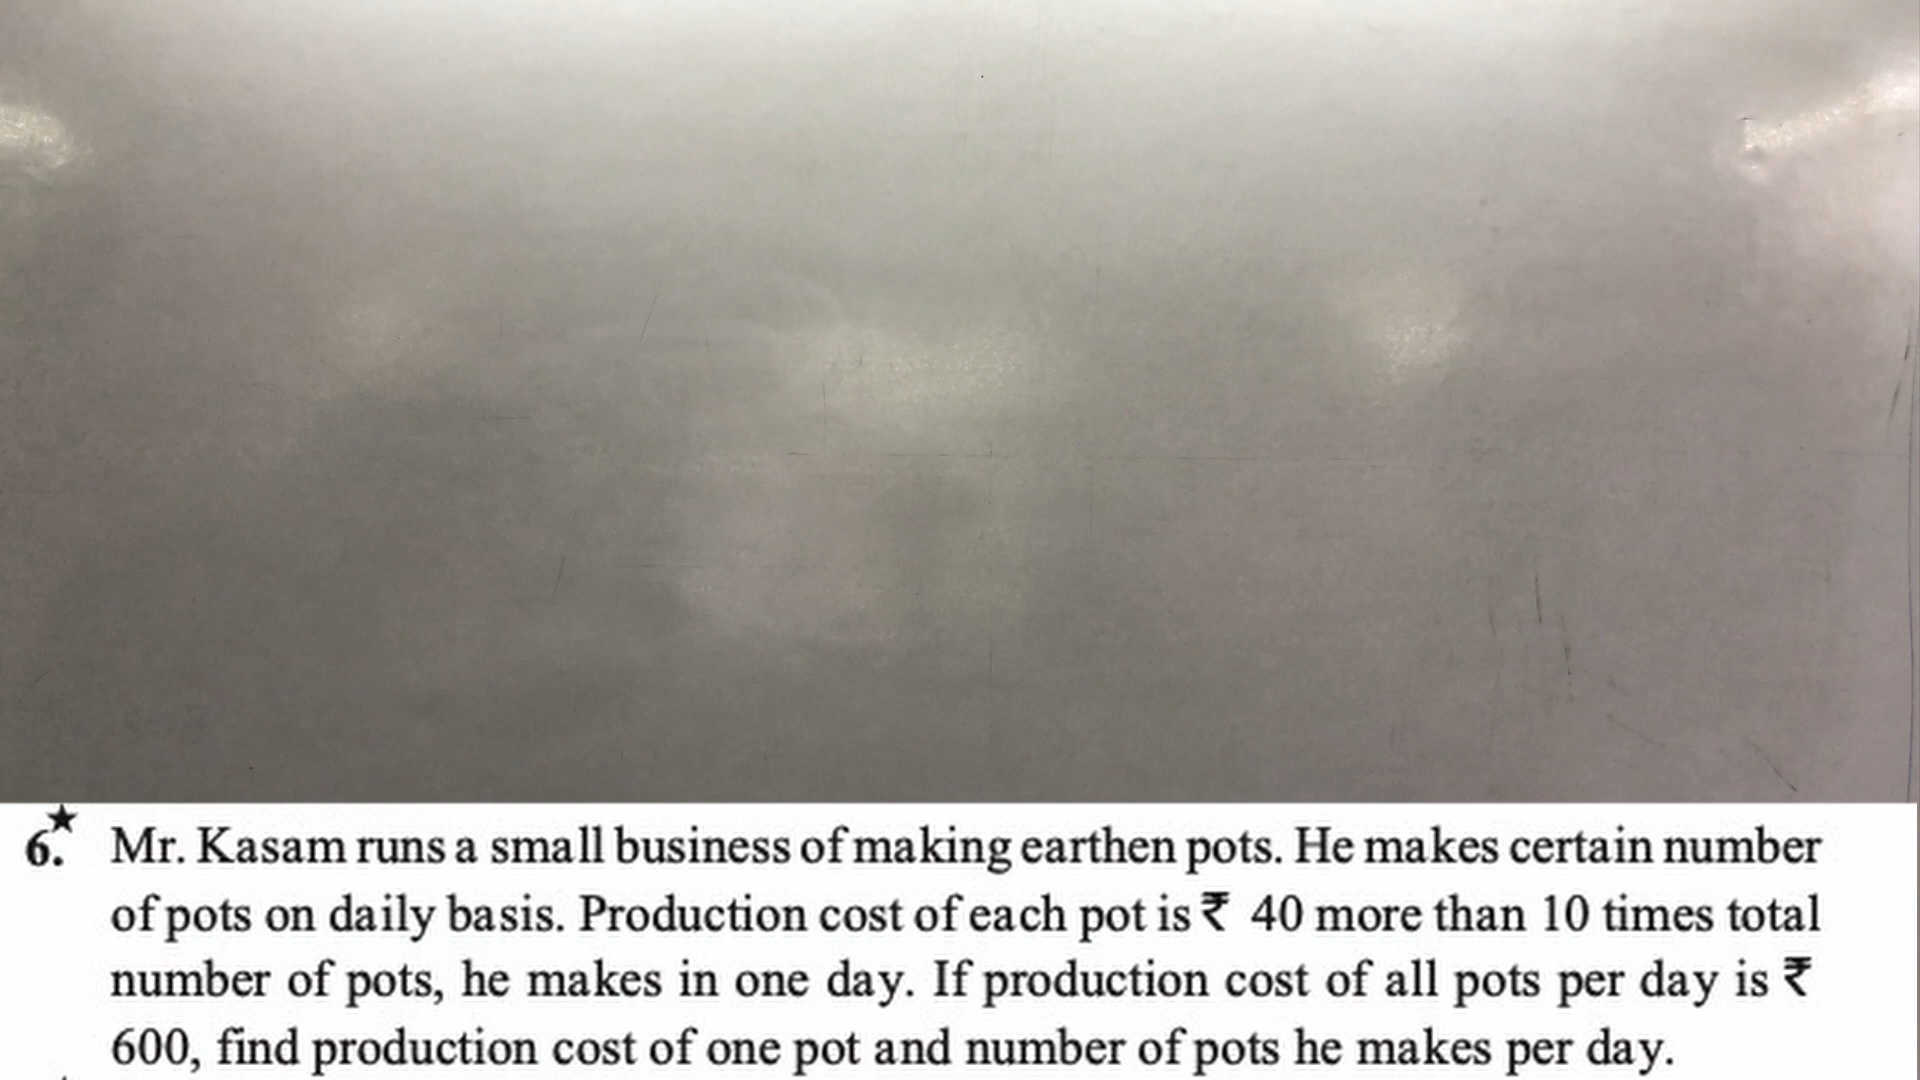 6.★ Mr. Kasam runs a small business of making earthen pots. He makes certain number
of pots on daily basis. Production cost of each pot is ₹ 40 more than 10 times total
number of pots, he makes in one day. If production cost of all pots per day is ₹
600, find production cost of one pot and number of pots he makes per day.